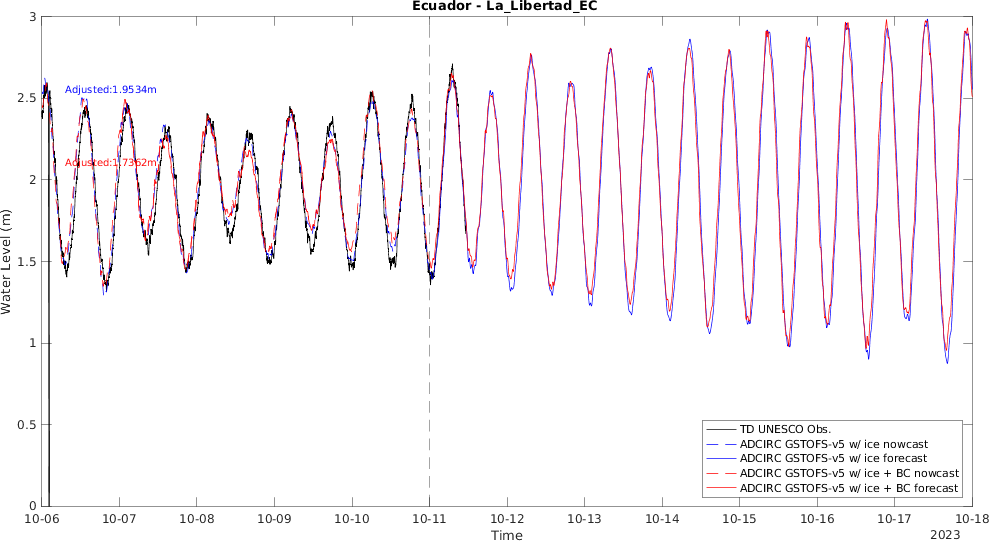 Ecuador - La_Libertad_EC
3
2.5
2
1.5
1
0.5
0
Water Level (m)
Adjusted:1.9534m
Adjusted:1.7362m
TD UNESCO Obs.
ADCIRC GSTOFS-v5 w/ ice nowcast
ADCIRC GSTOFS-v5 w/ ice forecast
ADCIRC GSTOFS-v5 w/ ice + BC nowcast
ADCIRC GSTOFS-v5 w/ ice + BC forecast
10-06 10-07 10-08 10-09 10-10 10-11 10-12 10-13 10-14 10-15 10-16 10-17 10-18
Time
2023